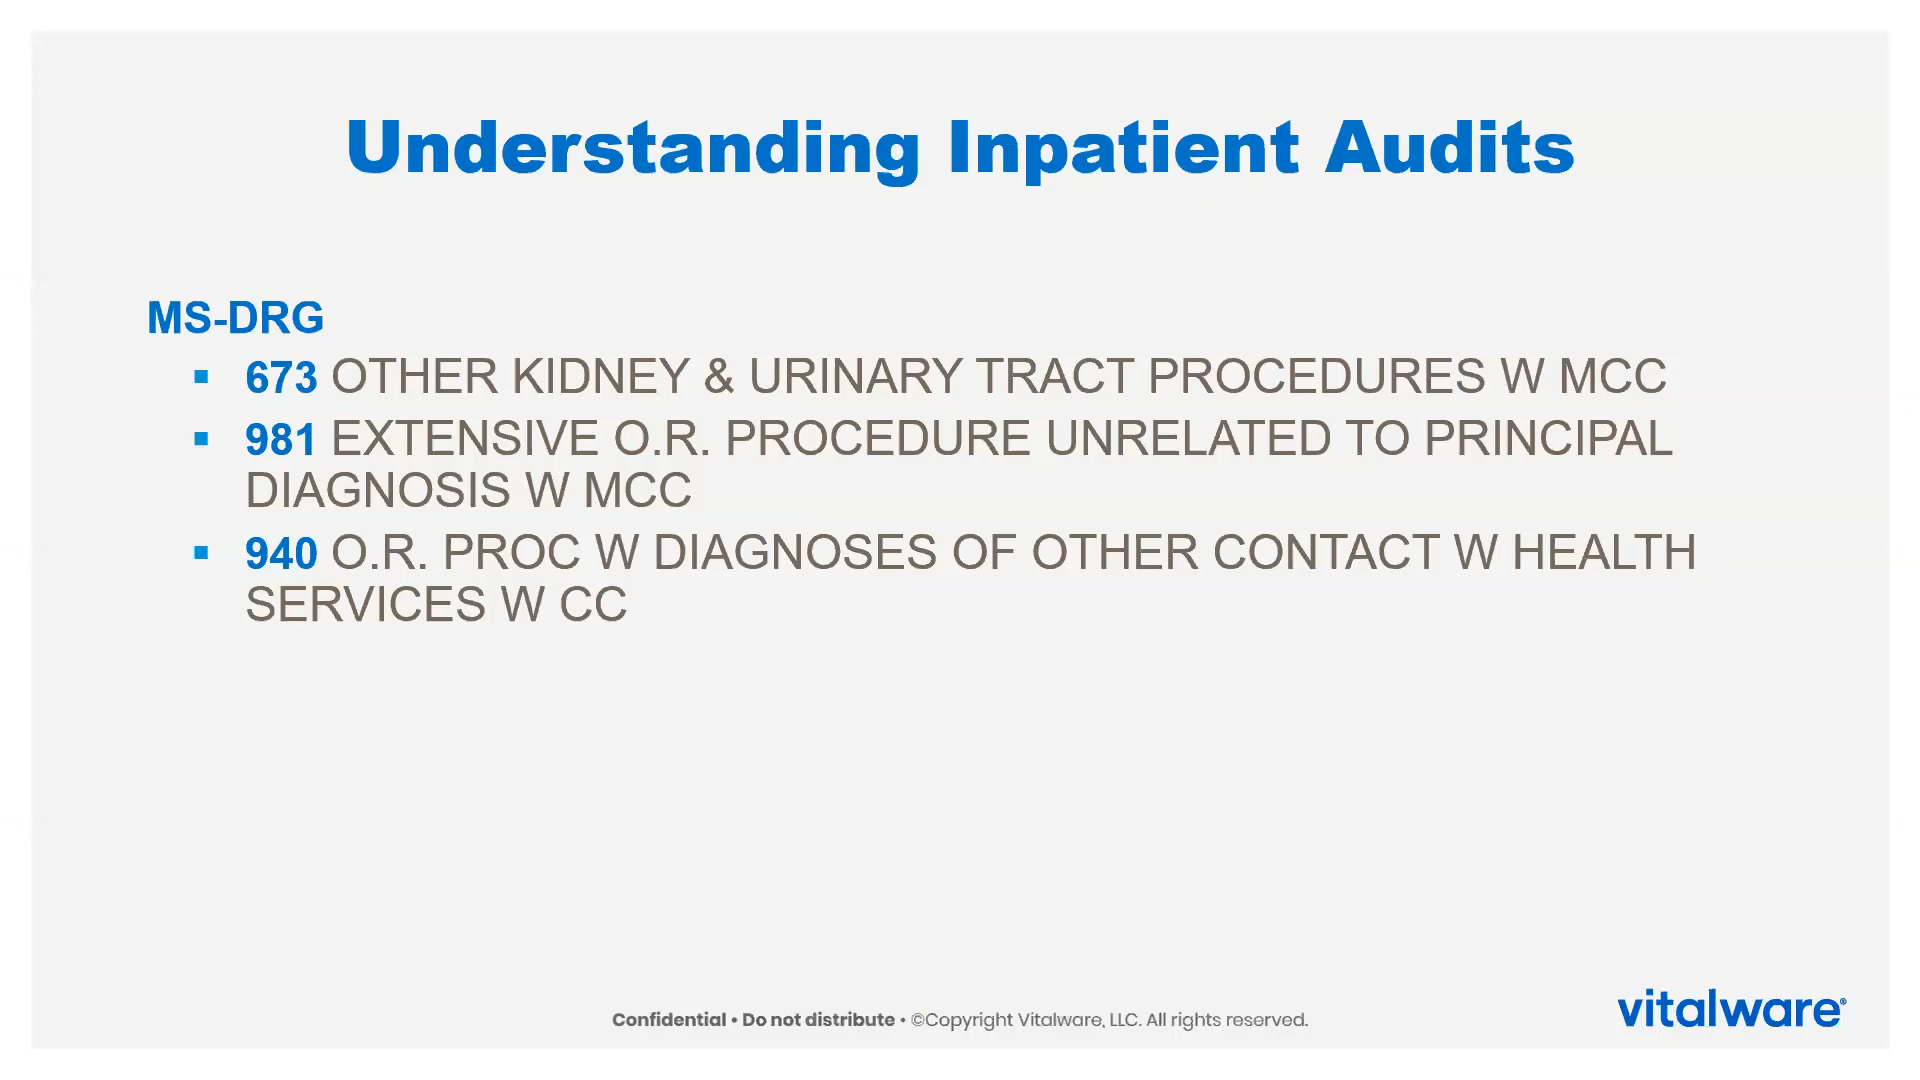 Understanding Inpatient Audits
MS-DRG
▪ 673 OTHER KIDNEY & URINARY TRACT PROCEDURES W MCC
▪ 981 EXTENSIVE O.R. PROCEDURE UNRELATED TO PRINCIPAL
DIAGNOSIS W MCC
▪ 940 O.R. PROC W DIAGNOSES OF OTHER CONTACT W HEALTH
SERVICES W CC
Confidential • Do not distribute • ©Copyright Vitalware, LLC. All rights reserved.
vitalware®